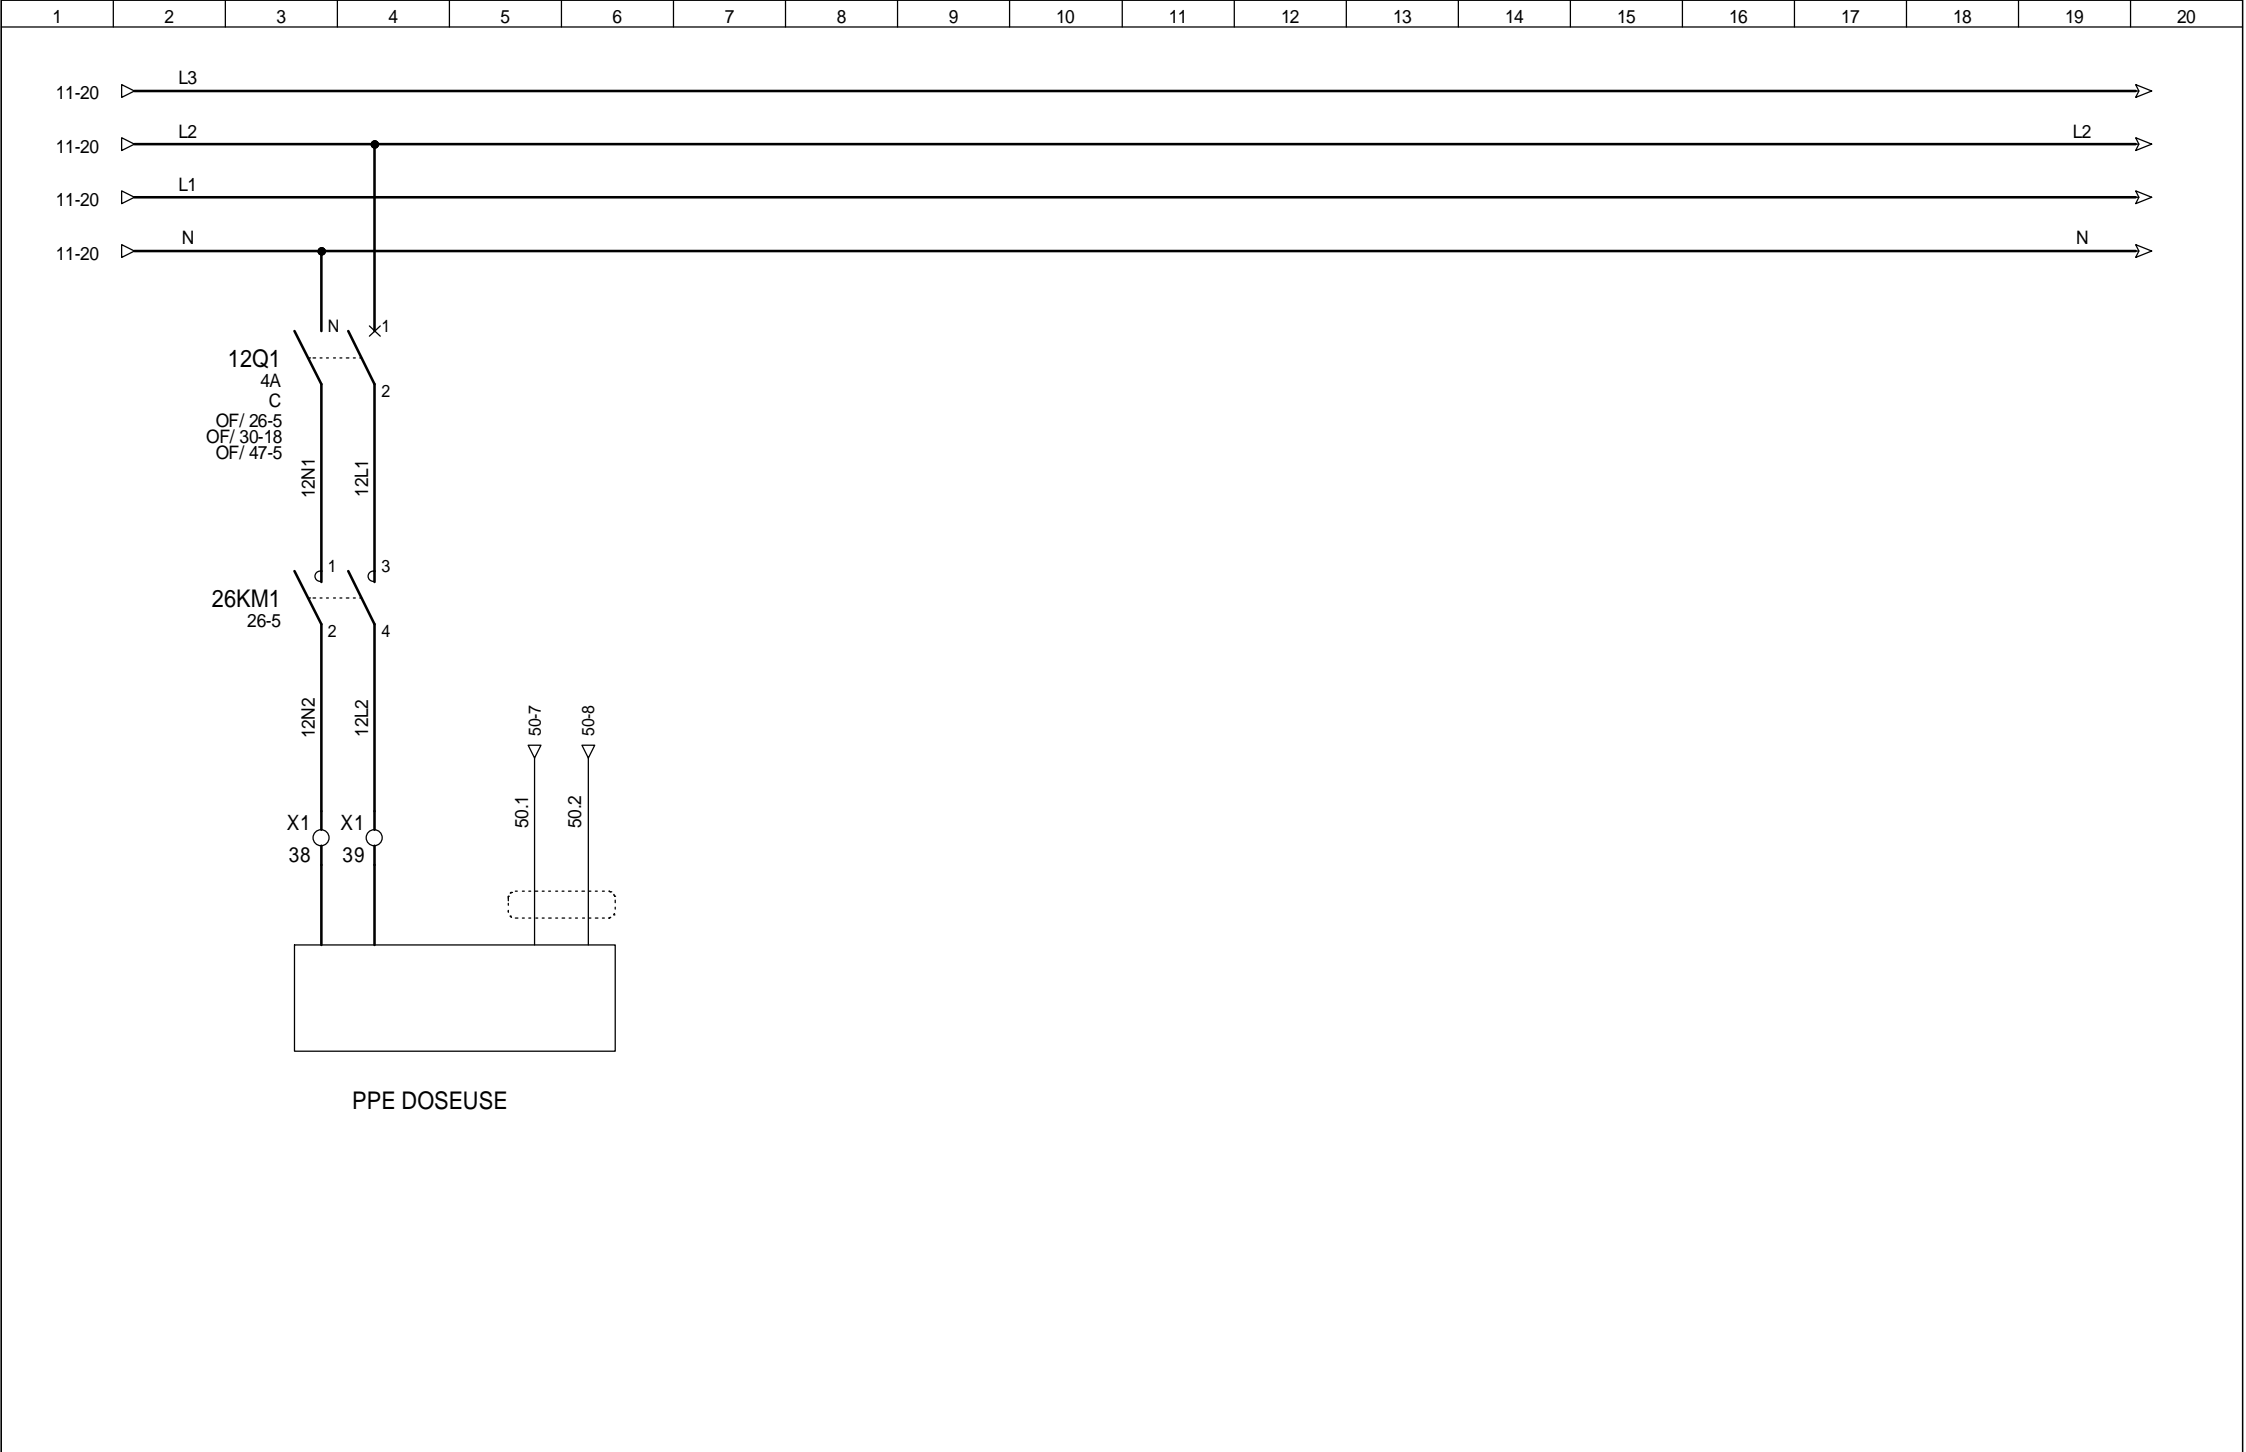 1 2 3 4 5 6 7 8 9 10 11 12 13 14 15 16 17 18 19 20
L3
11-20
L2 L2
11-20
L1
11-20
N N
11-20
N 1
12Q1
4A
2
C
OF/ 26-5
OF/ 30-18
OF/ 47-5
12N1 12L1
1 3
26KM1
26-5
2 4
12N2 12L2 50-7 50-8
50.1 50.2
X1 X1
38 39
PPE DOSEUSE